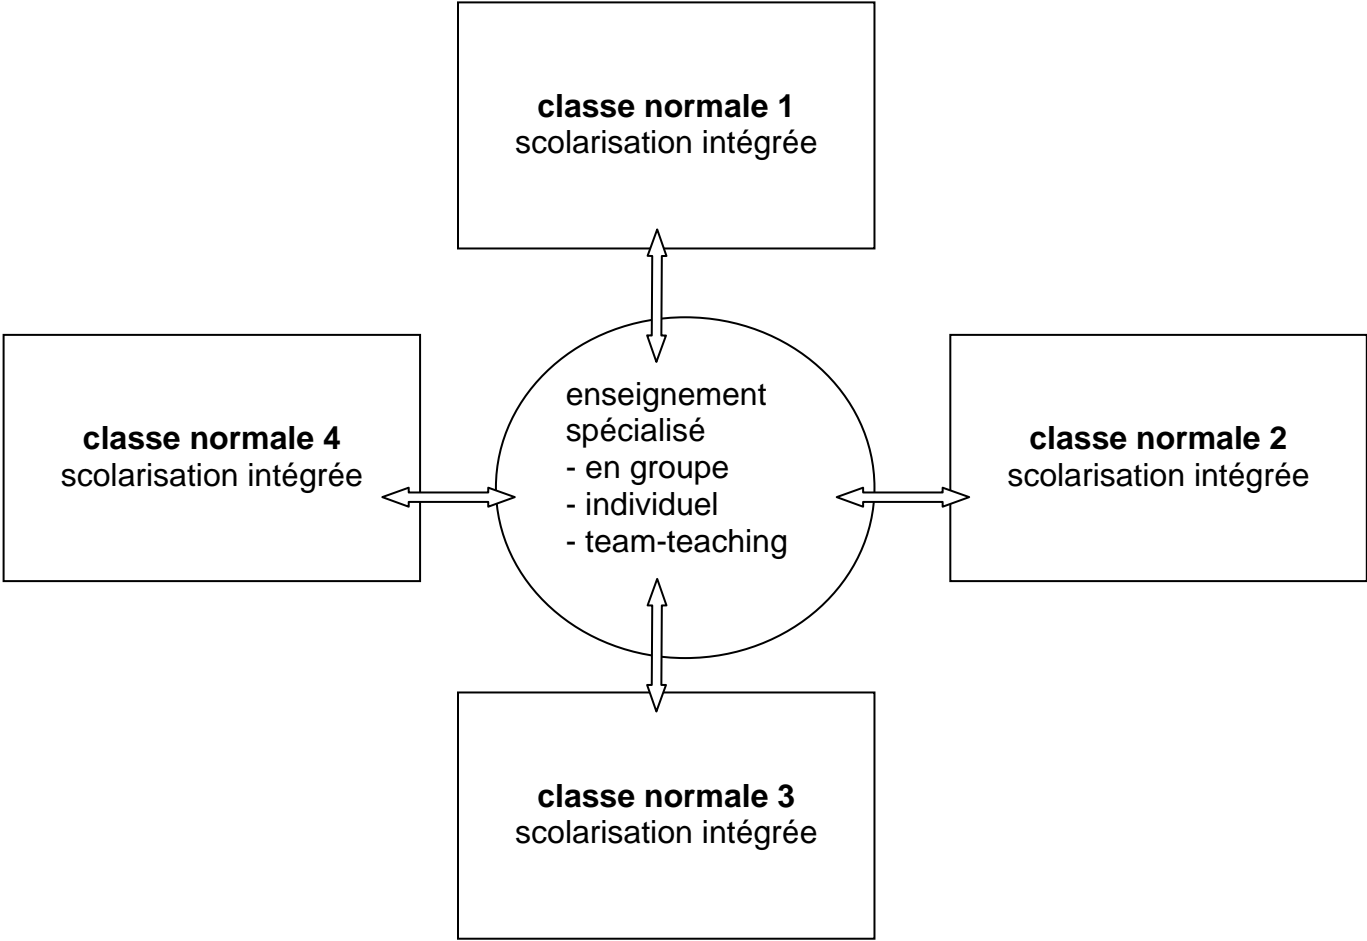 classe normale 1
scolarisation intégrée
classe normale 4
scolarisation intégrée
enseignement
spécialisé
- en groupe
- individuel
- team-teaching
classe normale 2
scolarisation intégrée
classe normale 3
scolarisation intégrée